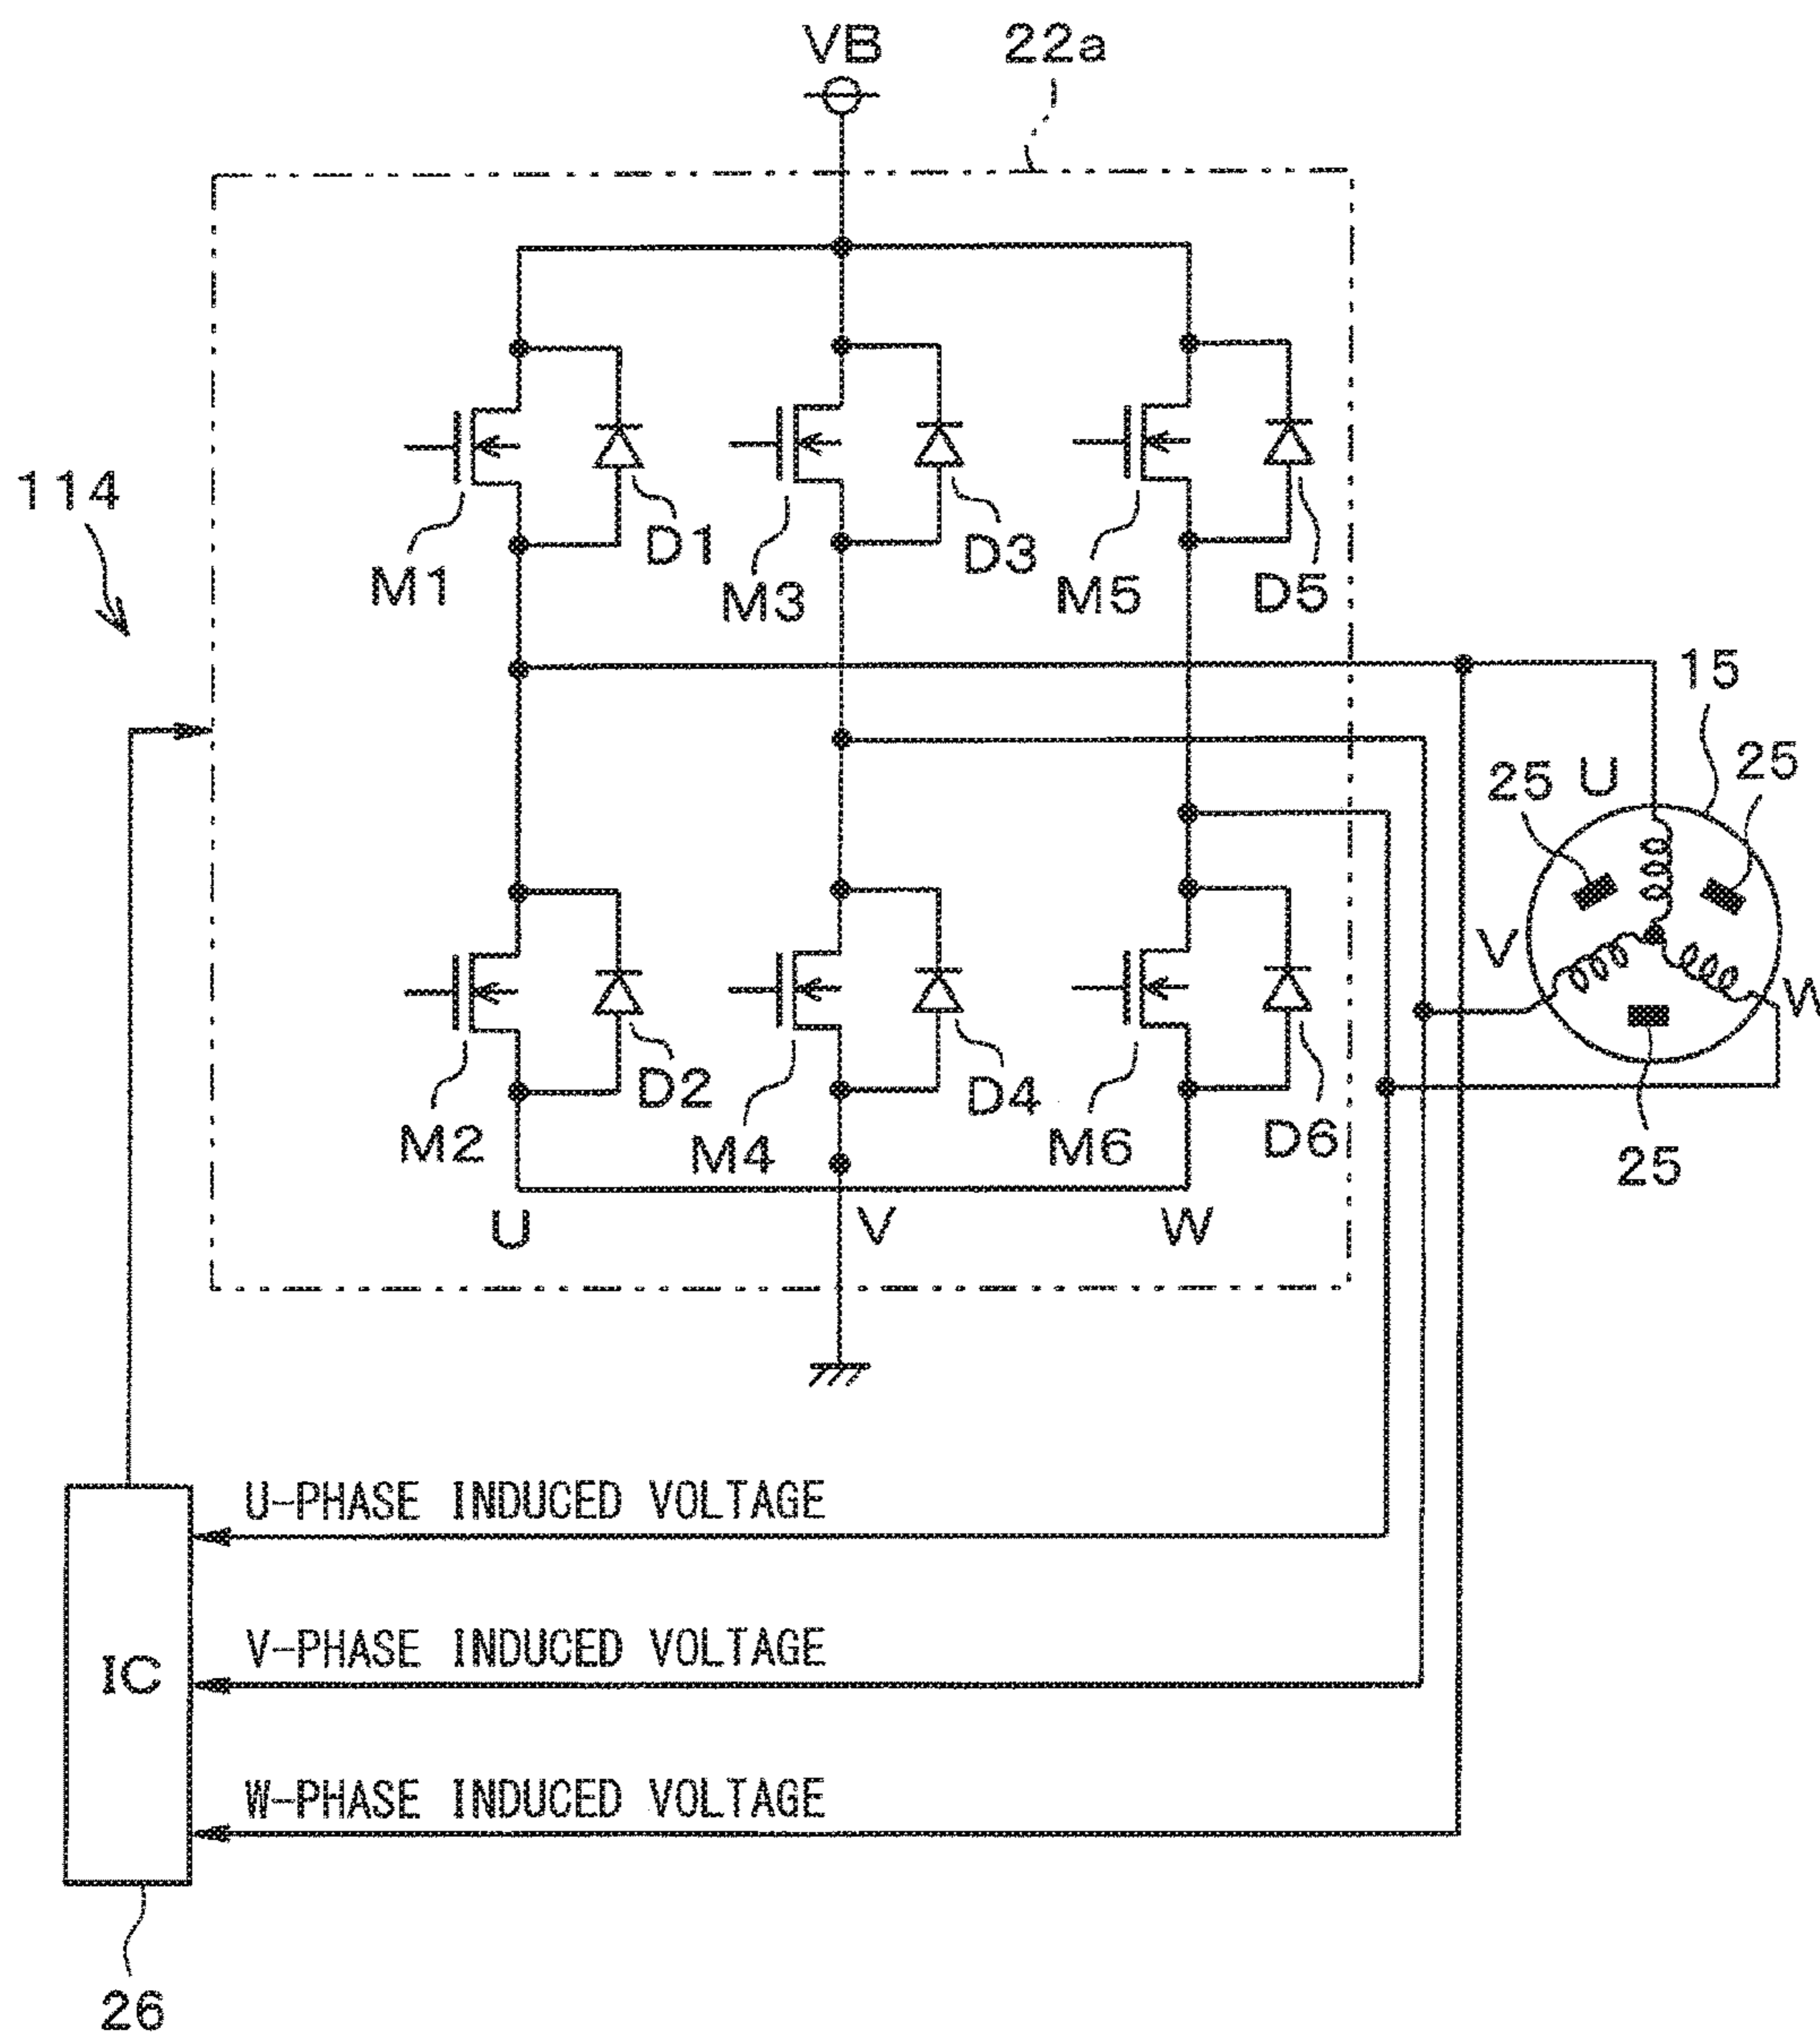 VB
22a
114
M1
D1
M3
D3
M5
D5
15
25
U
25
V
W
25
M2
D2
M4
D4
M6
D6
U
V
W
U-PHASE INDUCED VOLTAGE
IC
V-PHASE INDUCED VOLTAGE
W-PHASE INDUCED VOLTAGE
26